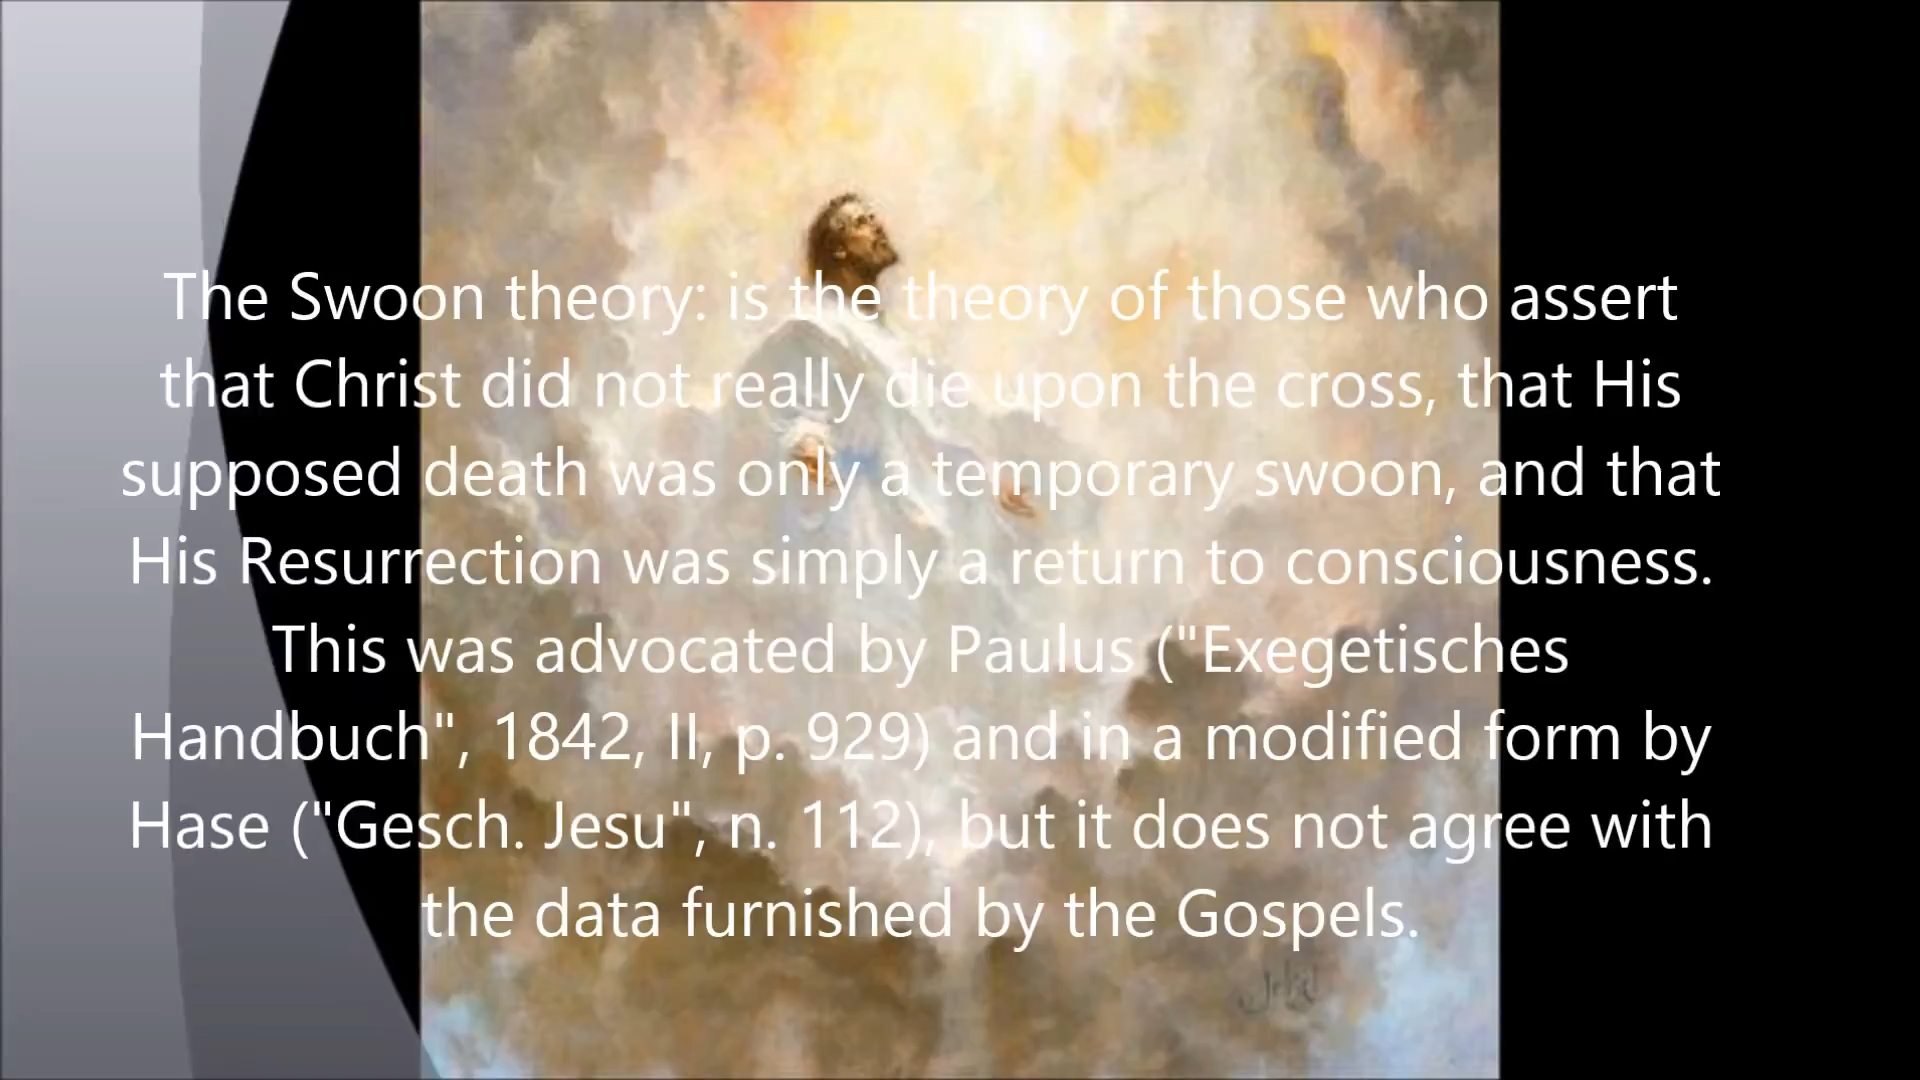 The Swoon theory: is the theory of those who assert
that Christ did not really die upon the cross, that His
supposed death was only a temporary swoon, and that
His Resurrection was simply a return to consciousness.
This was advocated by Paulus ("Exegetisches
Handbuch", 1842, II, p. 929) and in a modified form by
Hase ("Gesch. Jesu", n. 112), but it does not agree with
the data furnished by the Gospels.